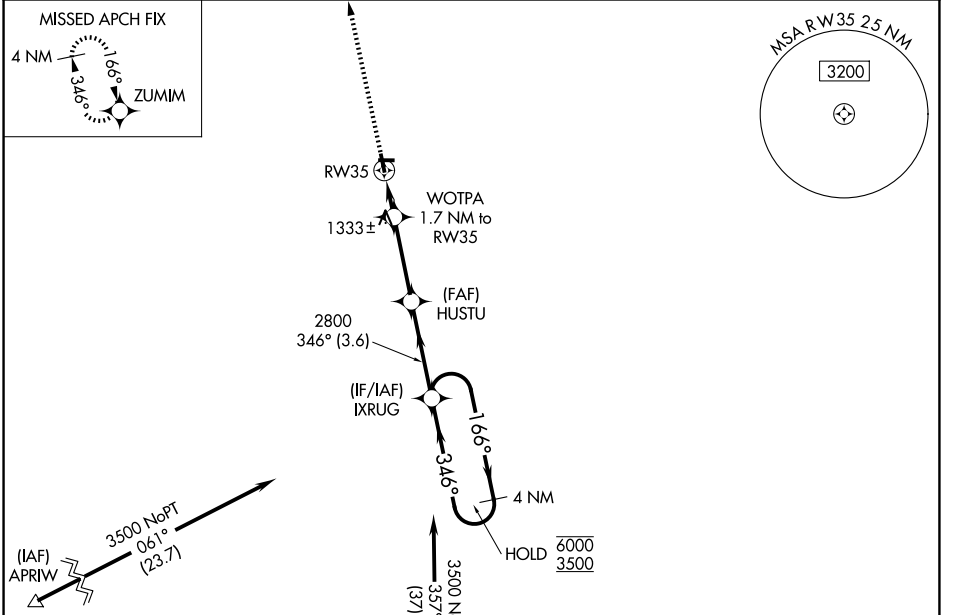 MISSED APCH FIX
4 NM
166°
346°
ZUMIM
MSA RW35 25 NM
3200
RW35
WOTPA
1.7 NM to
RW35
1333±
(FAF)
HUSTU
2800
346° (3.6)
(IF/IAF)
IXRUG
166°
346°
4 NM
HOLD
6000
3500
3500 NoPT
061°
(23.7)
(IAF)
APRIW
3500 N
357°
(37)